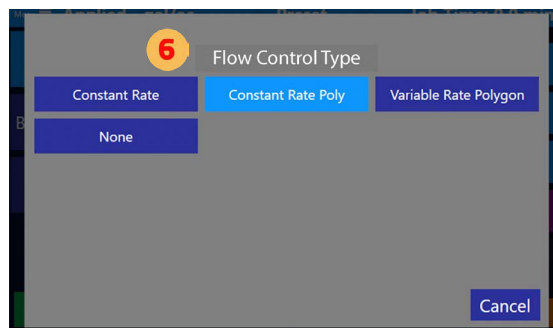 6
Flow Control Type
Constant Rate
Constant Rate Poly
Variable Rate Polygon
None
Cancel